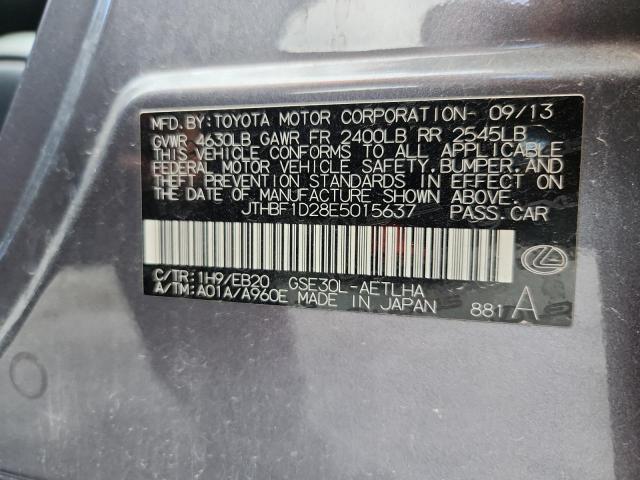 MFD. BY: TOYOTA MOTOR CORPORATION- 09/13
GVWR 4630LB GAWR FR 2400LB RR 2545LB
THIS VEHICLE CONFORMS TO ALL APPLICABLE
FEDERAL MOTOR VEHICLE SAFETY, BUMPER, AND
THEFT PREVENTION STANDARDS IN EFFECT ON
THE DATE OF MANUFACTURE SHOWN ABOVE.
JTHBF1D28E5015637 PASS. CAR
C/TR: 1H9/EB20 GSE30L-AETLHA
A/TM: A01A/A960E MADE IN JAPAN 881 A